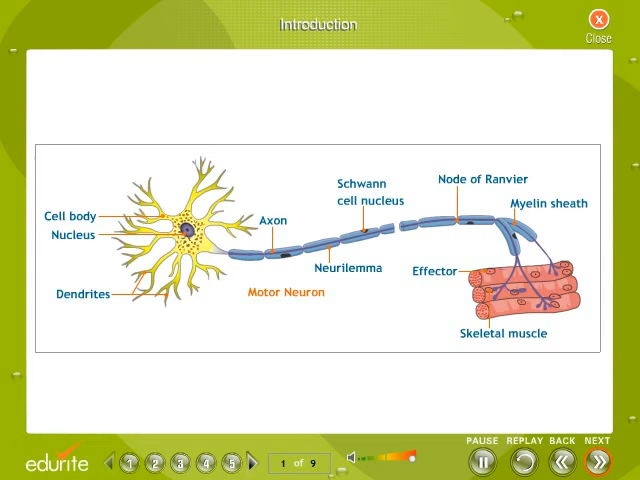 Introduction
Close
Cell body
Nucleus
Dendrites
Axon
Schwann
cell nucleus
Neurilemma
Motor Neuron
Node of Ranvier
Myelin sheath
Effector
Skeletal muscle
edurite
1 2 3 4 5
1 of 9
PAUSE REPLAY BACK NEXT